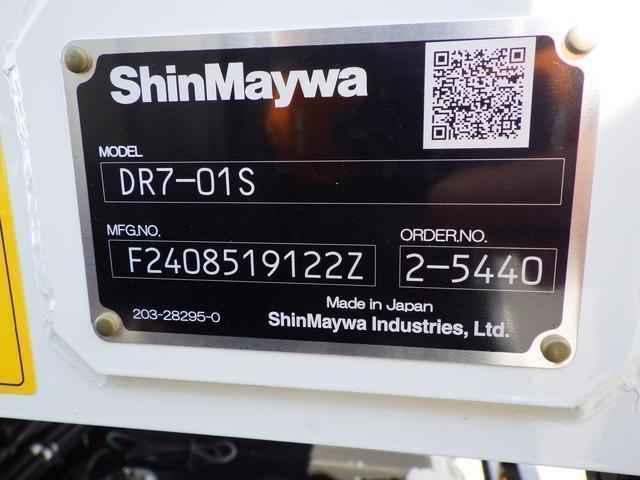 ShinMaywa
MODEL
DR7-01S
MFG.NO.
F2408519122Z
ORDER.NO.
2-5440
203-28295-0
Made in Japan
ShinMaywa Industries, Ltd.